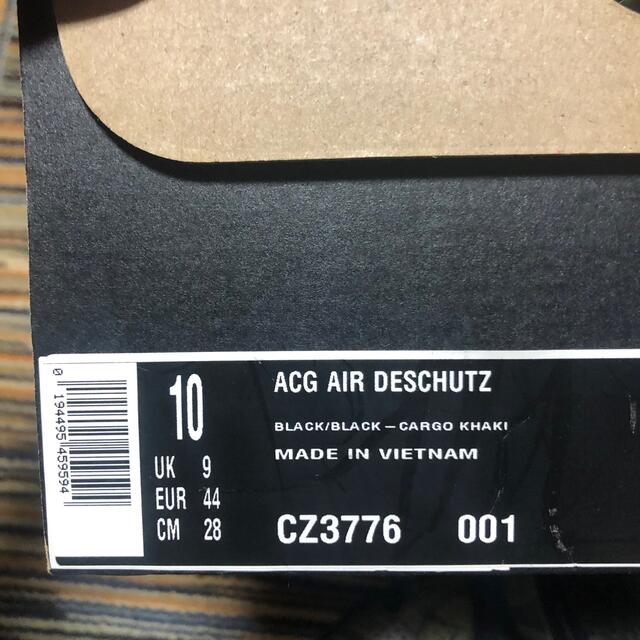 0 194495 459594
10
UK 9
EUR 44
CM 28
ACG AIR DESCHUTZ
BLACK/BLACK – CARGO KHAKI
MADE IN VIETNAM
CZ3776 001